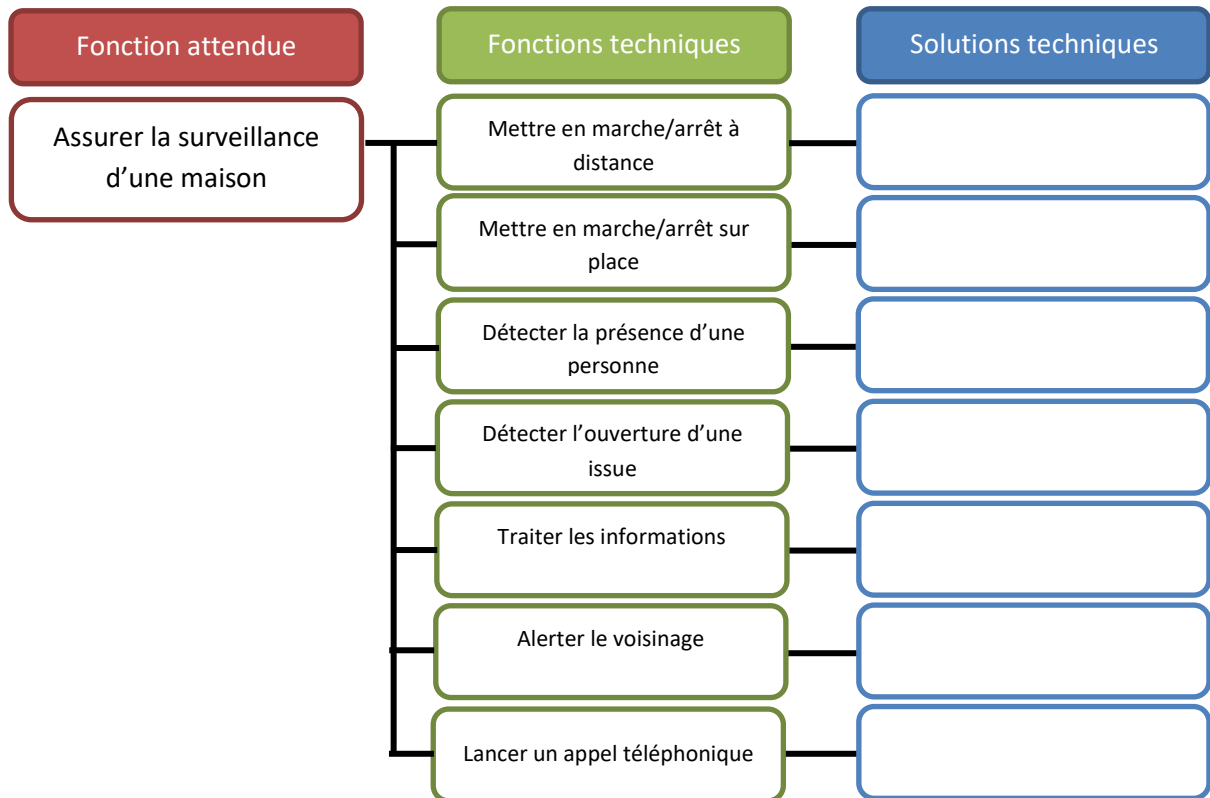 Fonction attendue
Fonctions techniques
Solutions techniques
Assurer la surveillance
d’une maison
Mettre en marche/arrêt à
distance
Mettre en marche/arrêt sur
place
Détecter la présence d’une
personne
Détecter l’ouverture d’une
issue
Traiter les informations
Alerter le voisinage
Lancer un appel téléphonique